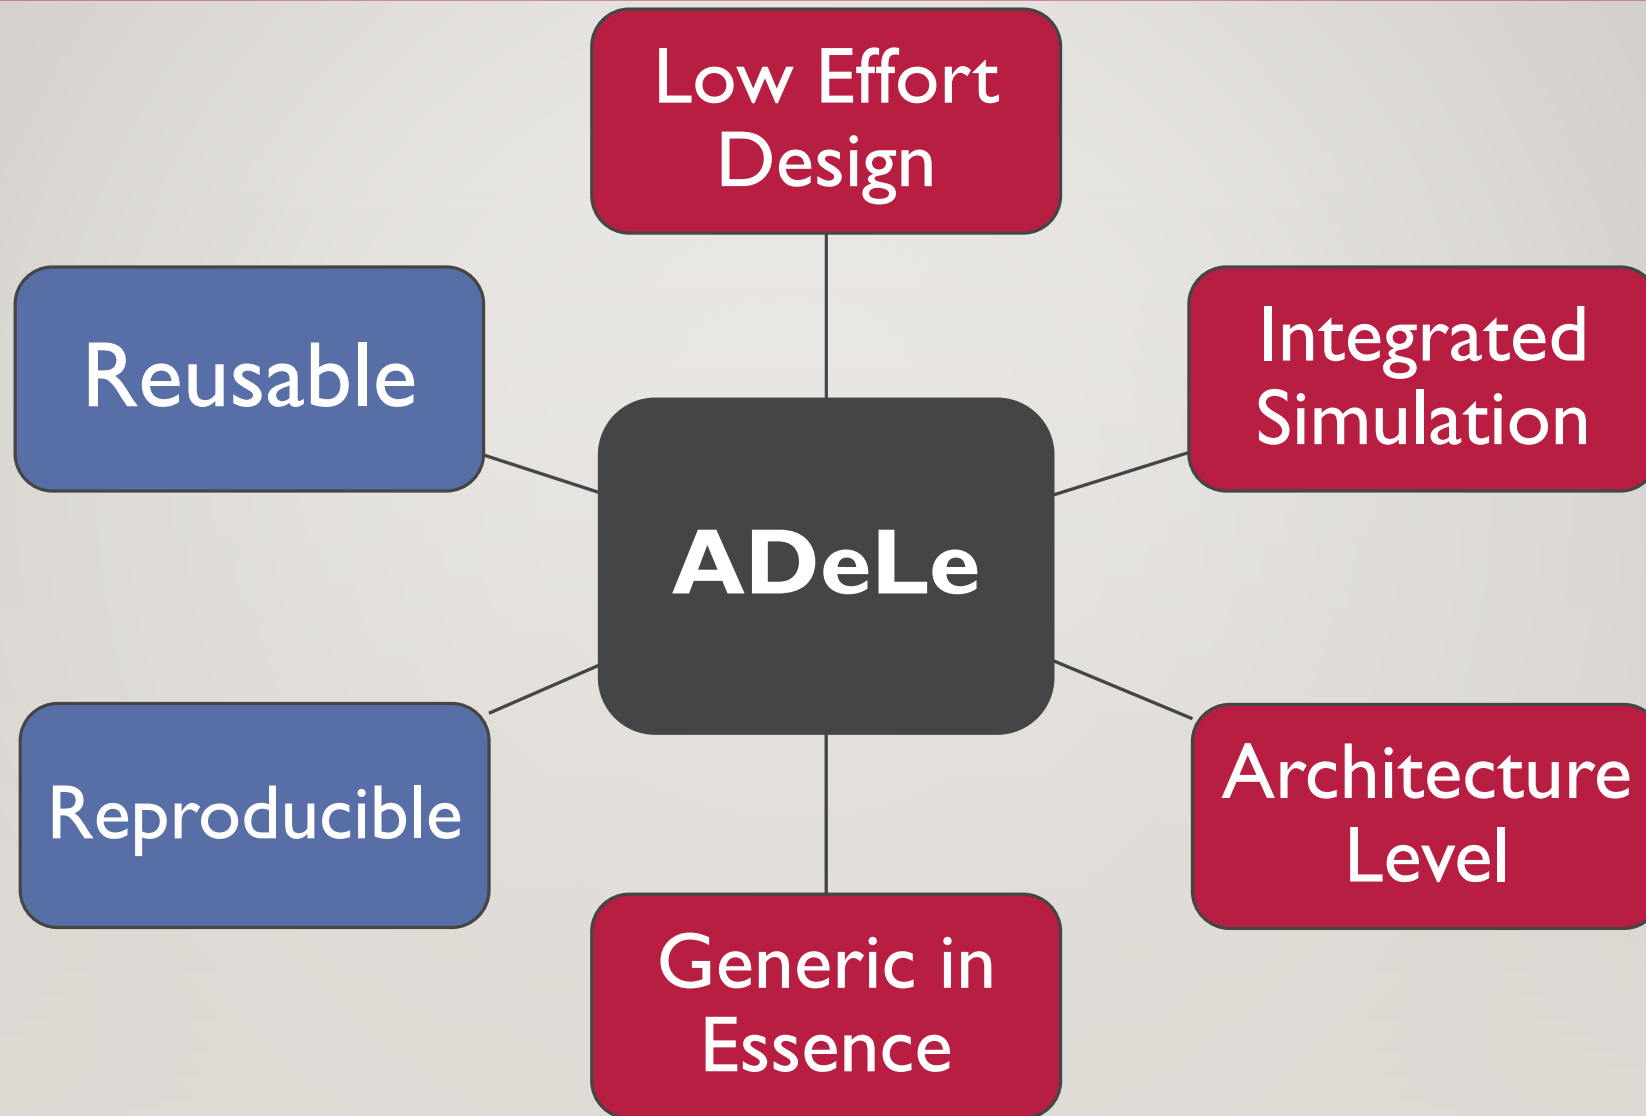 Low Effort
Design
Reusable
Integrated
Simulation
ADeLe
Reproducible
Architecture
Level
Generic in
Essence